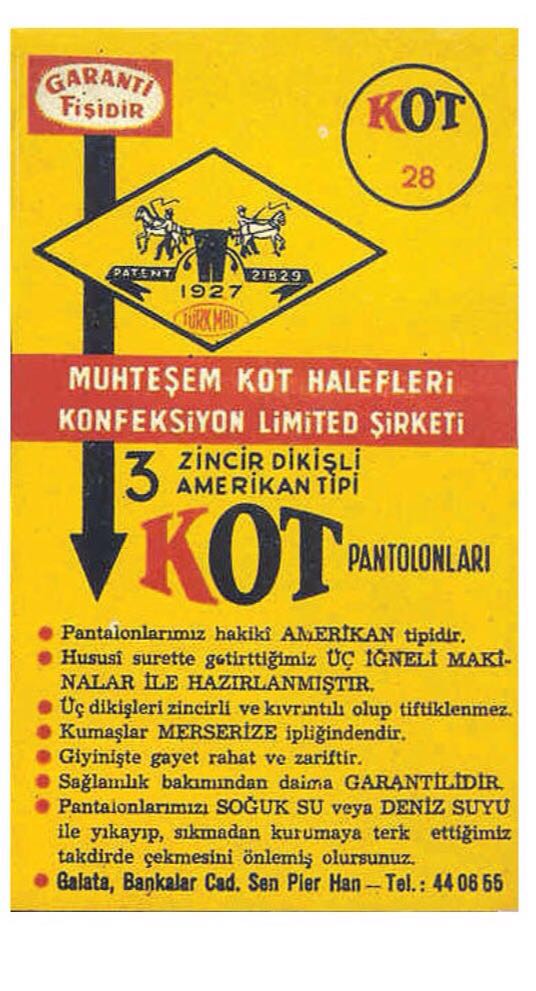 GARANTİ
FİŞİDİR
KOT
28
PATENT 21829
1927
TÜRK MALI
MUHTEŞEM KOT HALEFLERİ
KONFEKSİYON LİMİTED ŞİRKETİ
3 ZİNCİR DİKİŞLİ
AMERİKAN TİPİ
KOT PANTOLONLARI
Pantalonlarımız hakikî AMERİKAN tipidir.
Hususî surette getirttiğimiz ÜÇ İĞNELİ MAKİ-
NALAR İLE HAZIRLANMIŞTIR.
Üç dikişleri zincirli ve kıvrıntılı olup tiftiklenmez.
Kumaşlar MERSERİZE ipliğindendir.
Giyinişte gayet rahat ve zariftir.
Sağlamlık bakımından daima GARANTİLİDİR.
Pantalonlarımızı SOĞUK SU veya DENİZ SUYU
ile yıkayıp, sıkmadan kurumaya terk ettiğimiz
takdirde çekmesini önlemiş olursunuz.
Galata, Bankalar Cad. Sen Pier Han — Tel.: 44 06 55